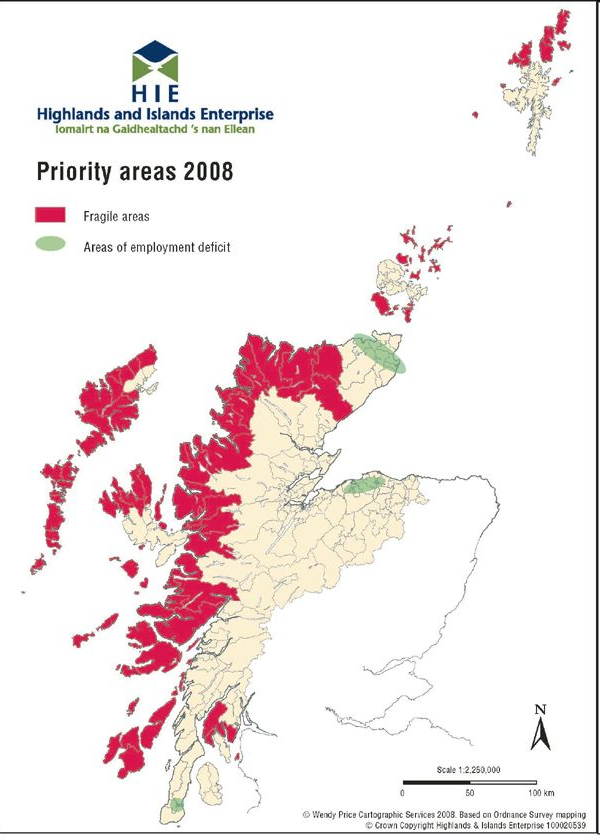 HIE
Highlands and Islands Enterprise
Iomairt na Gaidhealtachd 's nan Eilean
Priority areas 2008
Fragile areas
Areas of employment deficit
N
Scale 1:2,250,000
0 50 100 km
© Wendy Price Cartographic Services 2008. Based on Ordnance Survey mapping
© Crown Copyright Highlands & Islands Enterprise 100020539